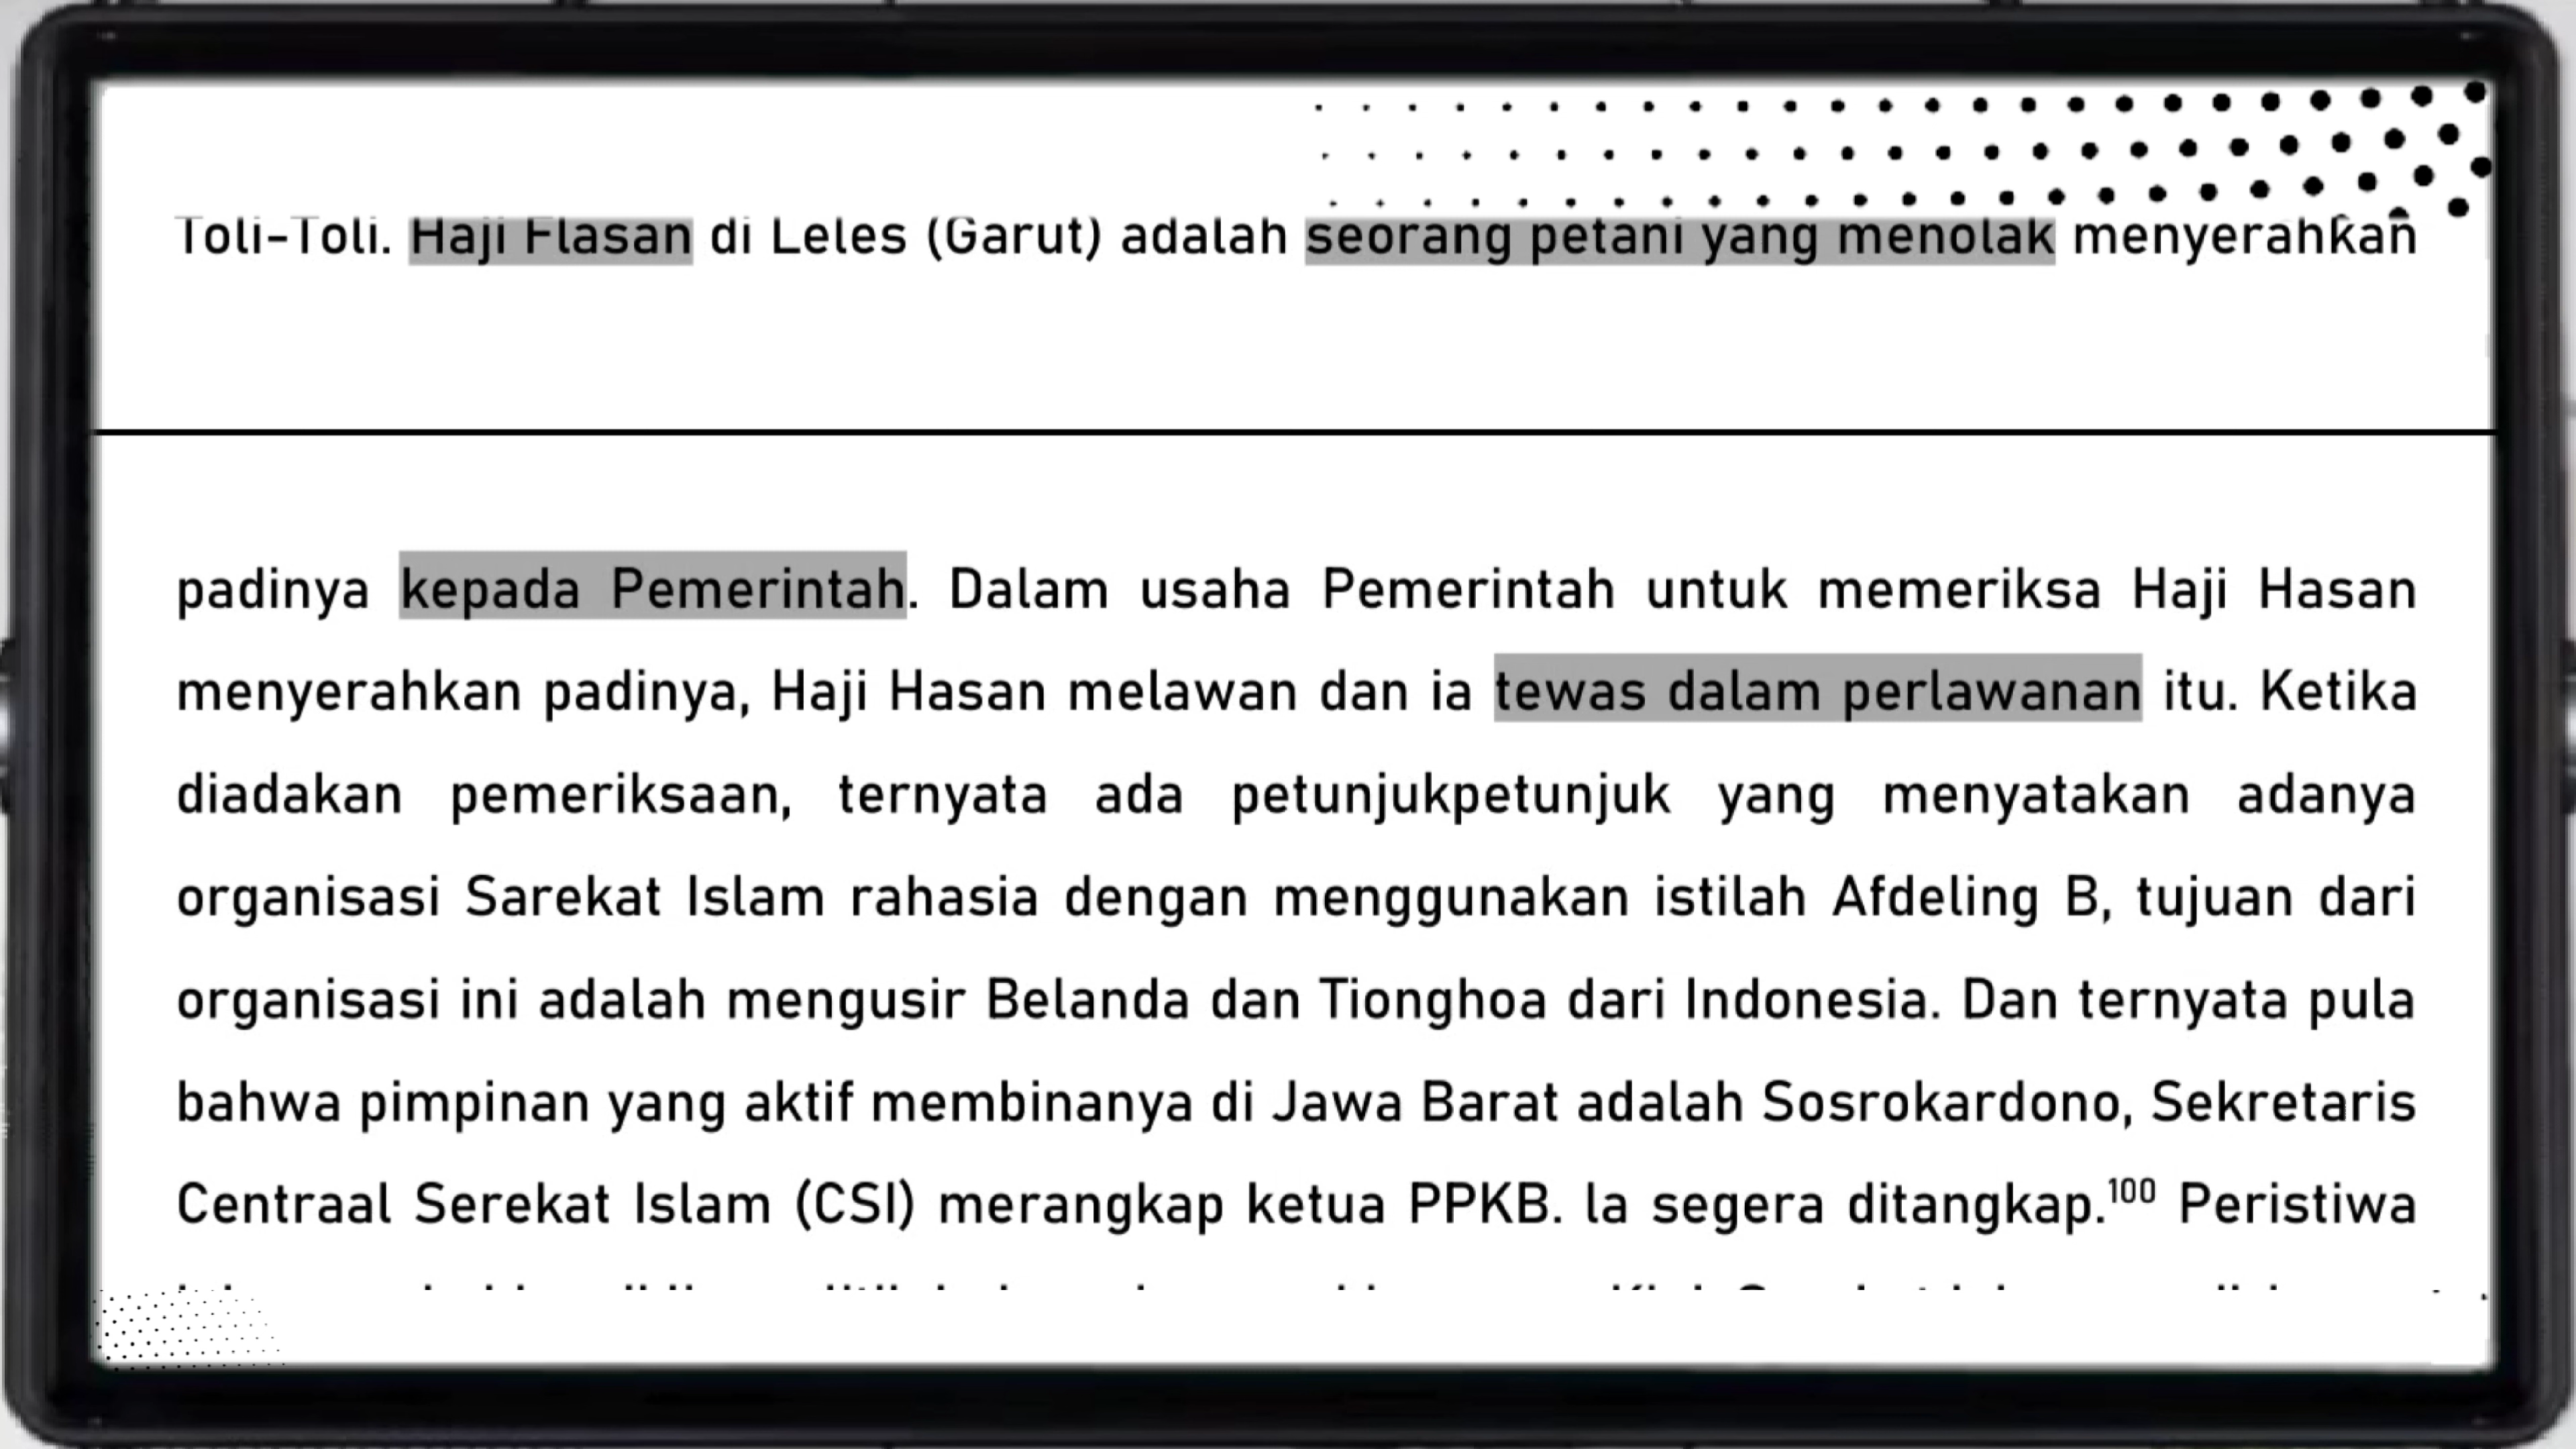 Toli-Toli. Haji Flasan di Leles (Garut) adalah seorang petani yang menolak menyerahkan
padinya kepada Pemerintah. Dalam usaha Pemerintah untuk memeriksa Haji Hasan
menyerahkan padinya, Haji Hasan melawan dan ia tewas dalam perlawanan itu. Ketika
diadakan pemeriksaan, ternyata ada petunjukpetunjuk yang menyatakan adanya
organisasi Sarekat Islam rahasia dengan menggunakan istilah Afdeling B, tujuan dari
organisasi ini adalah mengusir Belanda dan Tionghoa dari Indonesia. Dan ternyata pula
bahwa pimpinan yang aktif membinanya di Jawa Barat adalah Sosrokardono, Sekretaris
Centraal Serekat Islam (CSI) merangkap ketua PPKB. la segera ditangkap.¹⁰⁰ Peristiwa